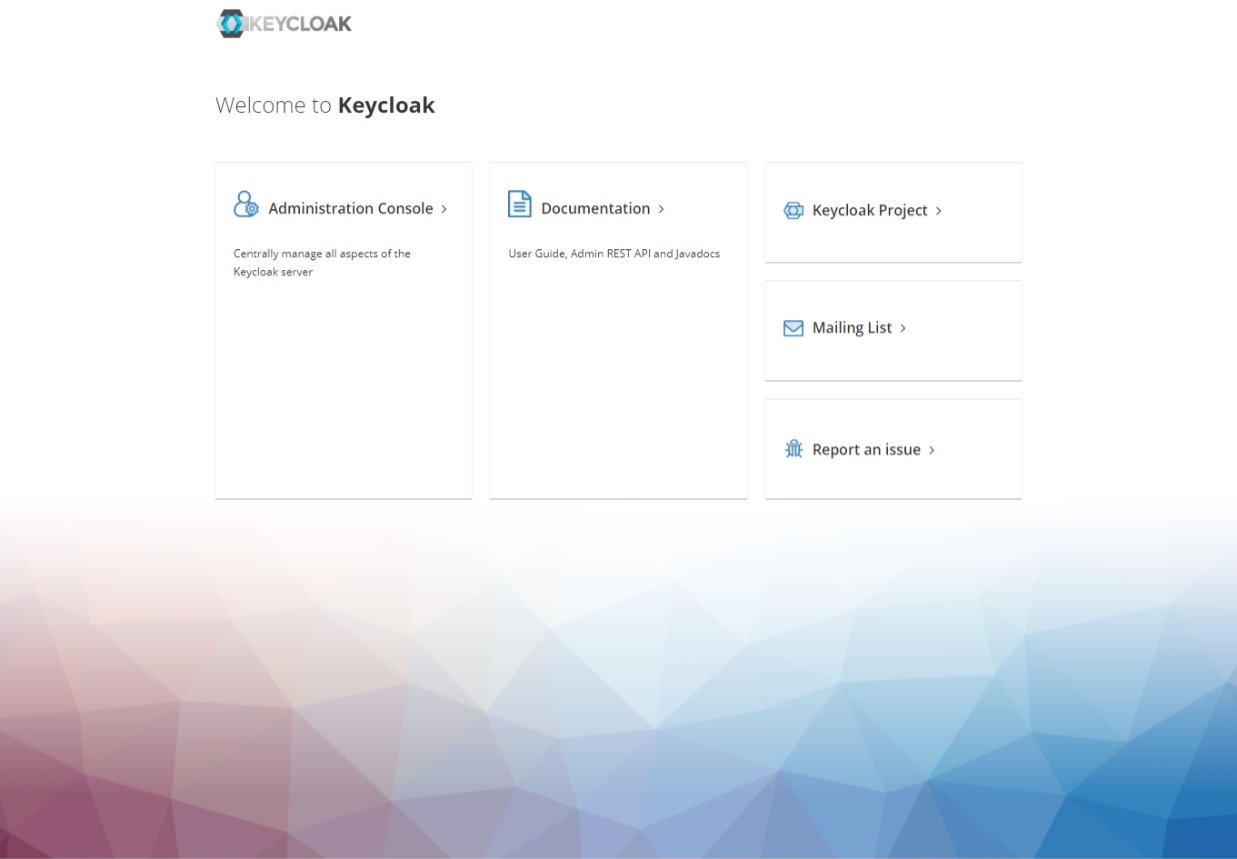 KEYCLOAK
Welcome to Keycloak
Administration Console
Centrally manage all aspects of the
Keycloak server
Documentation
User Guide, Admin REST API and Javadocs
Keycloak Project
Mailing List
Report an issue